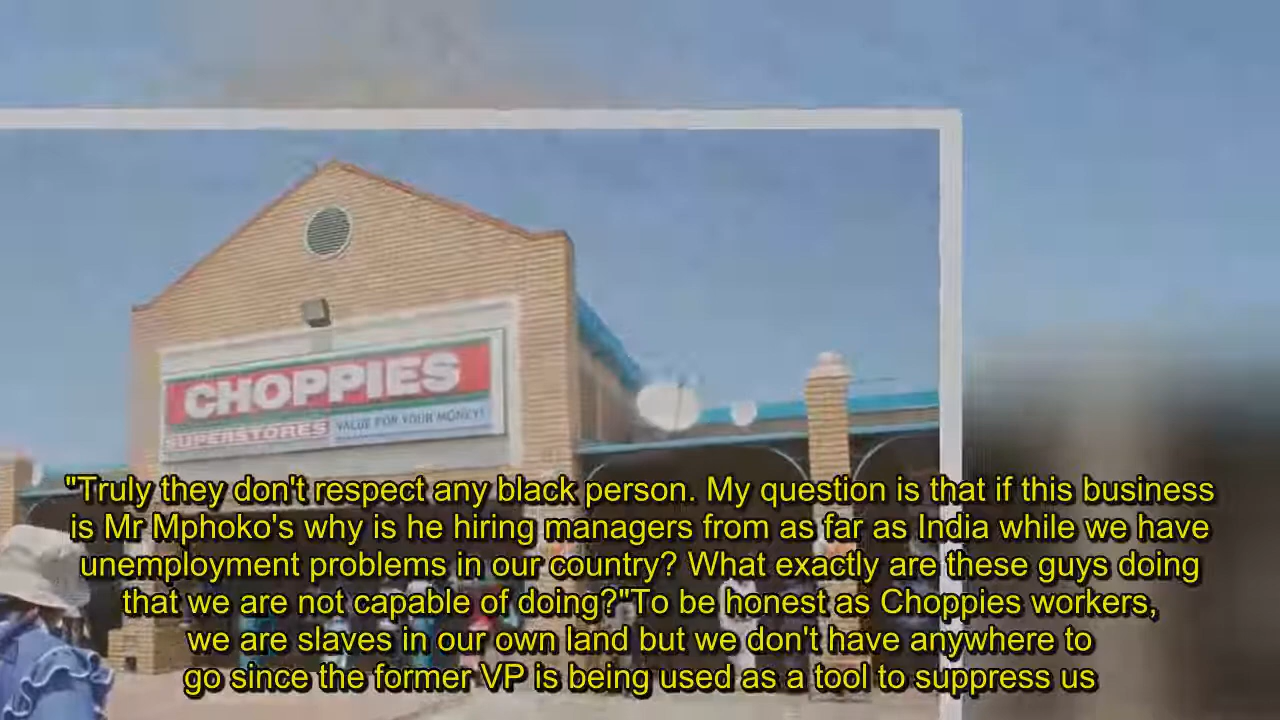 CHOPPIES
SUPERSTORES
VALUE FOR YOUR MONEY!
"Truly they don't respect any black person. My question is that if this business
is Mr Mphoko's why is he hiring managers from as far as India while we have
unemployment problems in our country? What exactly are these guys doing
that we are not capable of doing?"To be honest as Choppies workers,
we are slaves in our own land but we don't have anywhere to
go since the former VP is being used as a tool to suppress us